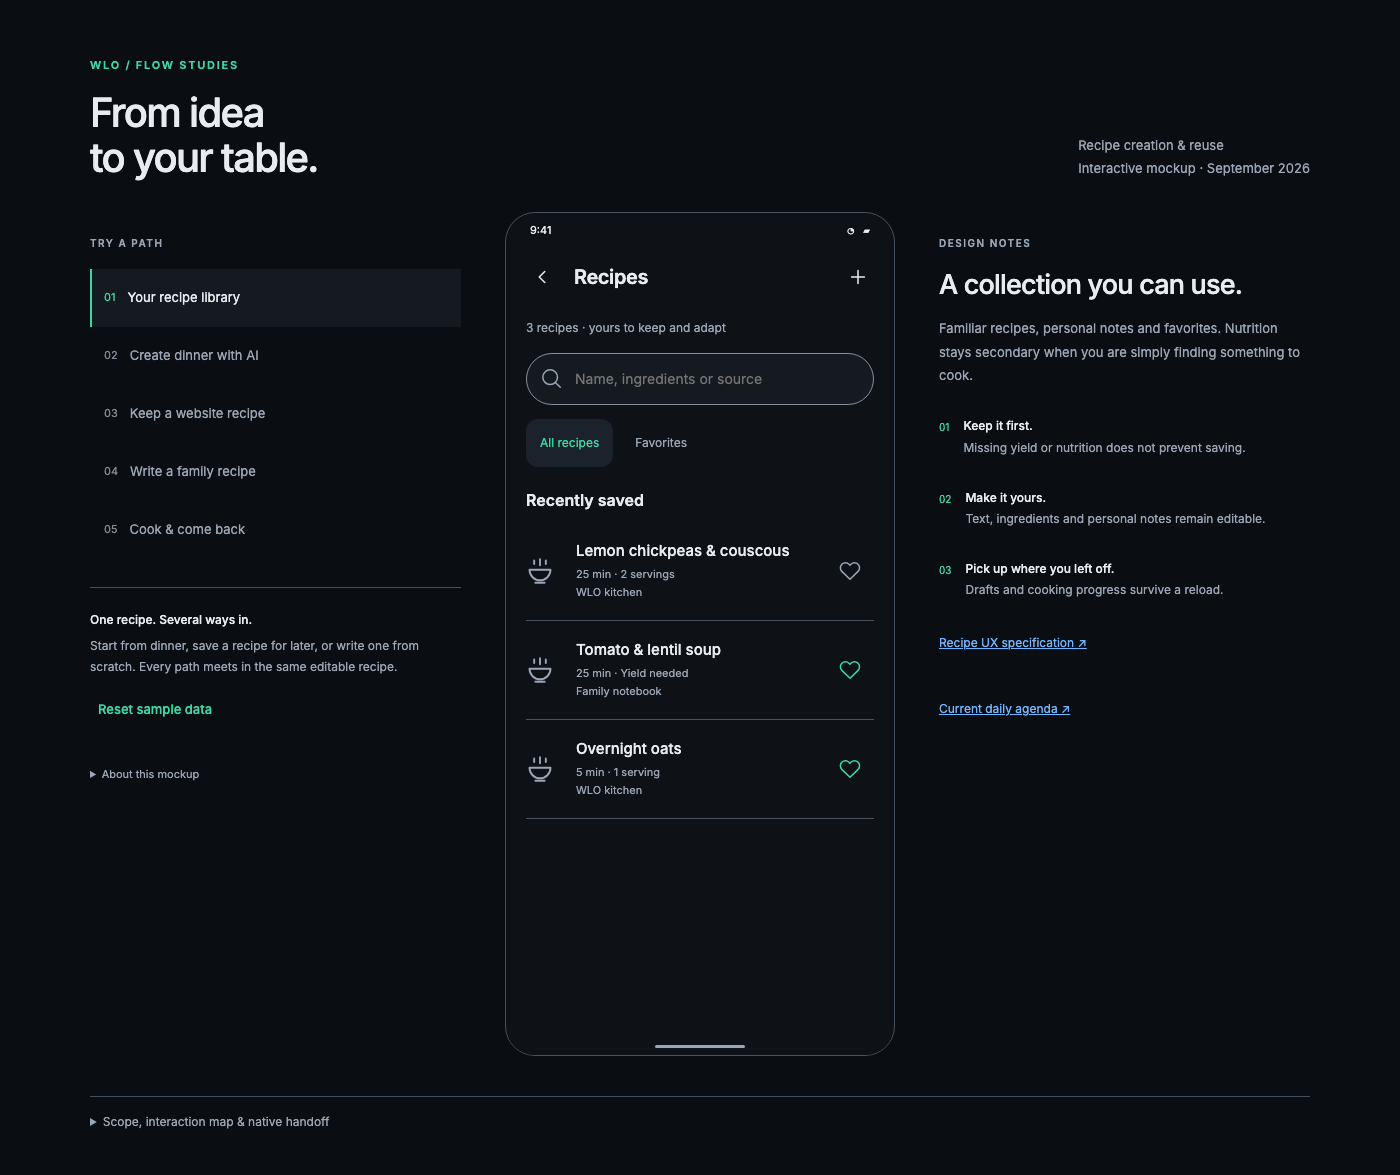 WLO / FLOW STUDIES
From idea
to your table.
Recipe creation & reuse
Interactive mockup · September 2026
TRY A PATH
01 Your recipe library
02 Create dinner with AI
03 Keep a website recipe
04 Write a family recipe
05 Cook & come back
One recipe. Several ways in.
Start from dinner, save a recipe for later, or write one from
scratch. Every path meets in the same editable recipe.
Reset sample data
▶ About this mockup
9:41
Recipes
3 recipes · yours to keep and adapt
Name, ingredients or source
All recipes Favorites
Recently saved
Lemon chickpeas & couscous
25 min · 2 servings
WLO kitchen
Tomato & lentil soup
25 min · Yield needed
Family notebook
Overnight oats
5 min · 1 serving
WLO kitchen
DESIGN NOTES
A collection you can use.
Familiar recipes, personal notes and favorites. Nutrition
stays secondary when you are simply finding something to
cook.
01 Keep it first.
Missing yield or nutrition does not prevent saving.
02 Make it yours.
Text, ingredients and personal notes remain editable.
03 Pick up where you left off.
Drafts and cooking progress survive a reload.
Recipe UX specification ↗
Current daily agenda ↗
▶ Scope, interaction map & native handoff